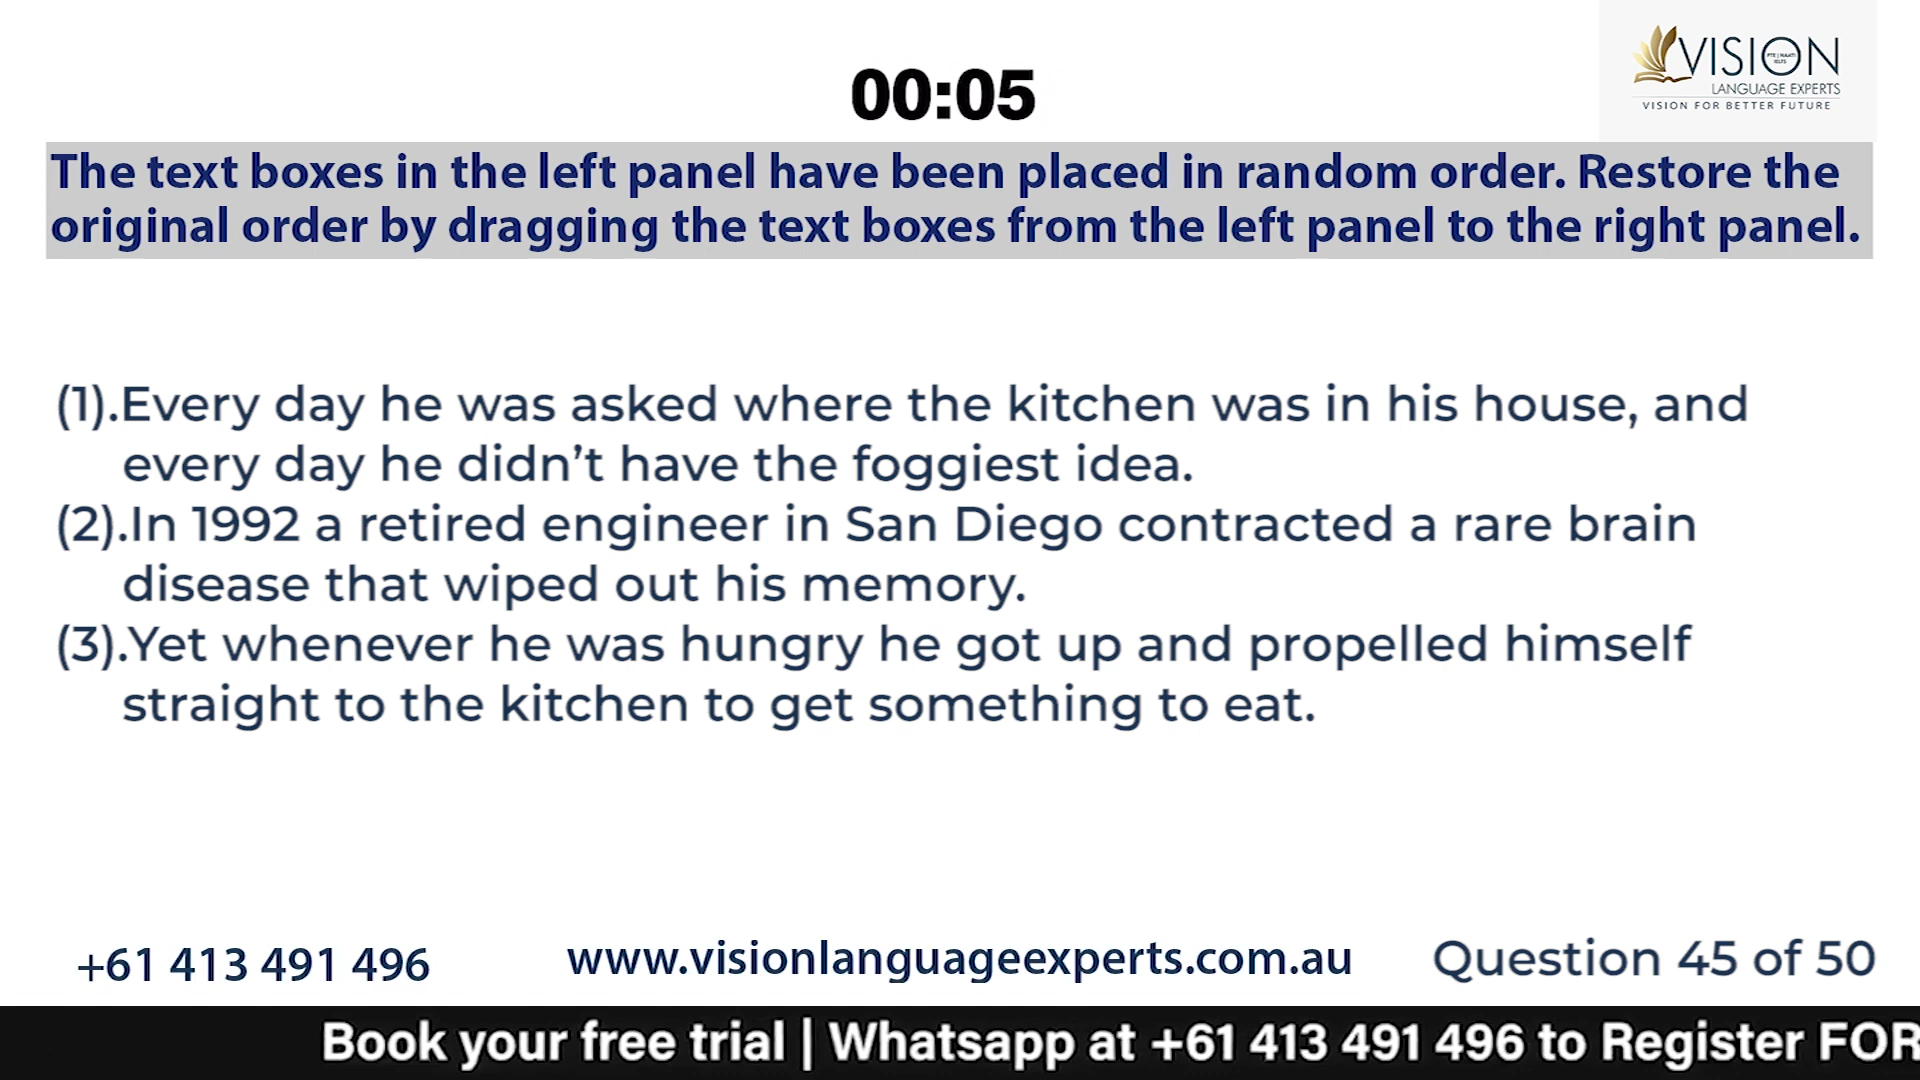 VISION
LANGUAGE EXPERTS
VISION FOR BETTER FUTURE
00:05
The text boxes in the left panel have been placed in random order. Restore the
original order by dragging the text boxes from the left panel to the right panel.
(1).Every day he was asked where the kitchen was in his house, and
every day he didn’t have the foggiest idea.
(2).In 1992 a retired engineer in San Diego contracted a rare brain
disease that wiped out his memory.
(3).Yet whenever he was hungry he got up and propelled himself
straight to the kitchen to get something to eat.
+61 413 491 496
www.visionlanguageexperts.com.au
Question 45 of 50
Book your free trial | Whatsapp at +61 413 491 496 to Register FOR